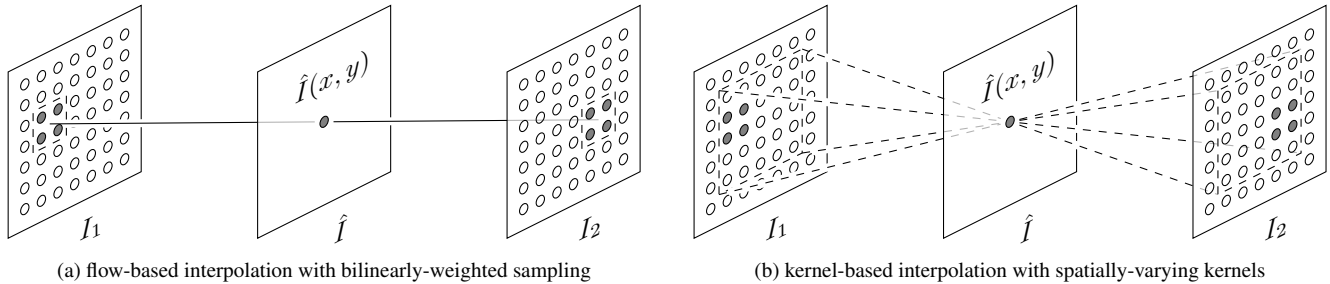 Î(x, y)
I1
Î
I2
(a) flow-based interpolation with bilinearly-weighted sampling
Î(x, y)
I1
Î
I2
(b) kernel-based interpolation with spatially-varying kernels